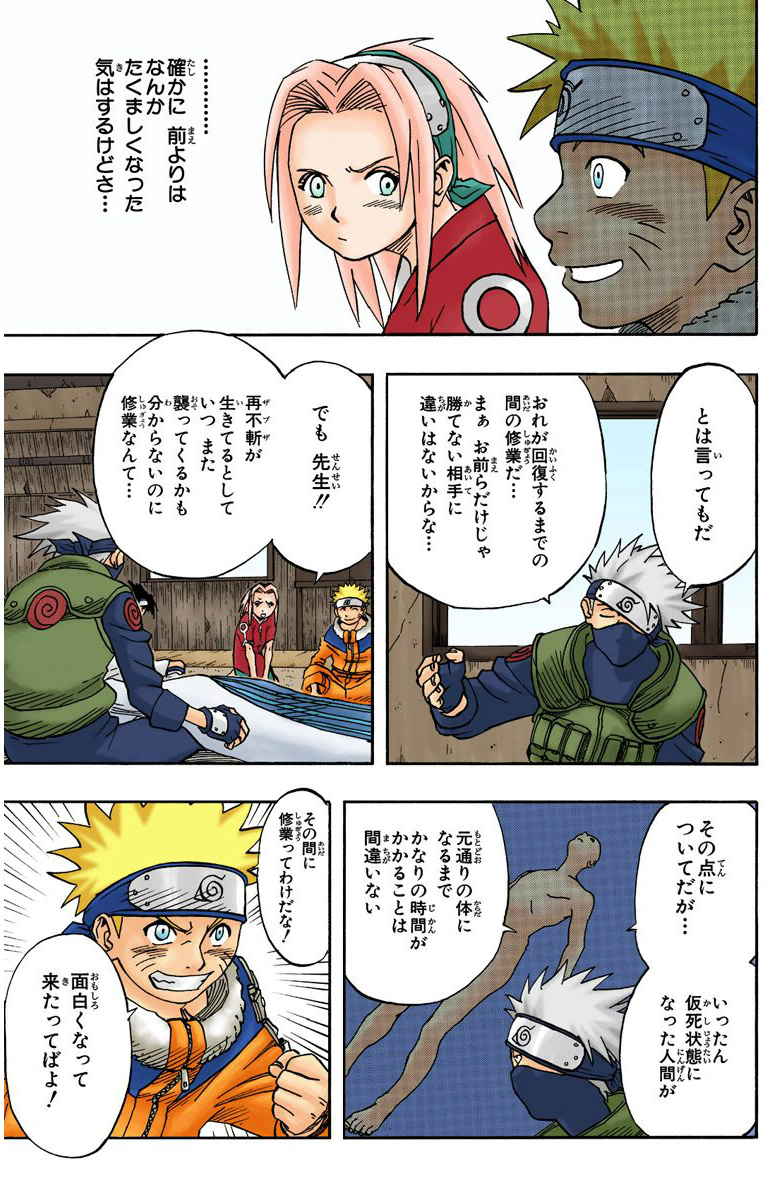 …………
確かに 前よりは
なんか
たくましくなった
気はするけどさ…
とは言ってもだ
おれが回復するまでの
間の修業だ…
まぁ お前らだけじゃ
勝てない相手に
違いはないからな…
でも 先生!!
再不斬が
生きてるとして
いつ また
襲ってくるかも
分からないのに
修業なんて…
その点に
ついてだが…
いったん
仮死状態に
なった人間が
元通りの体に
なるまで
かなりの時間が
かかることは
間違いない
その間に
修業ってわけだな!
面白くなって
来たってばよ!